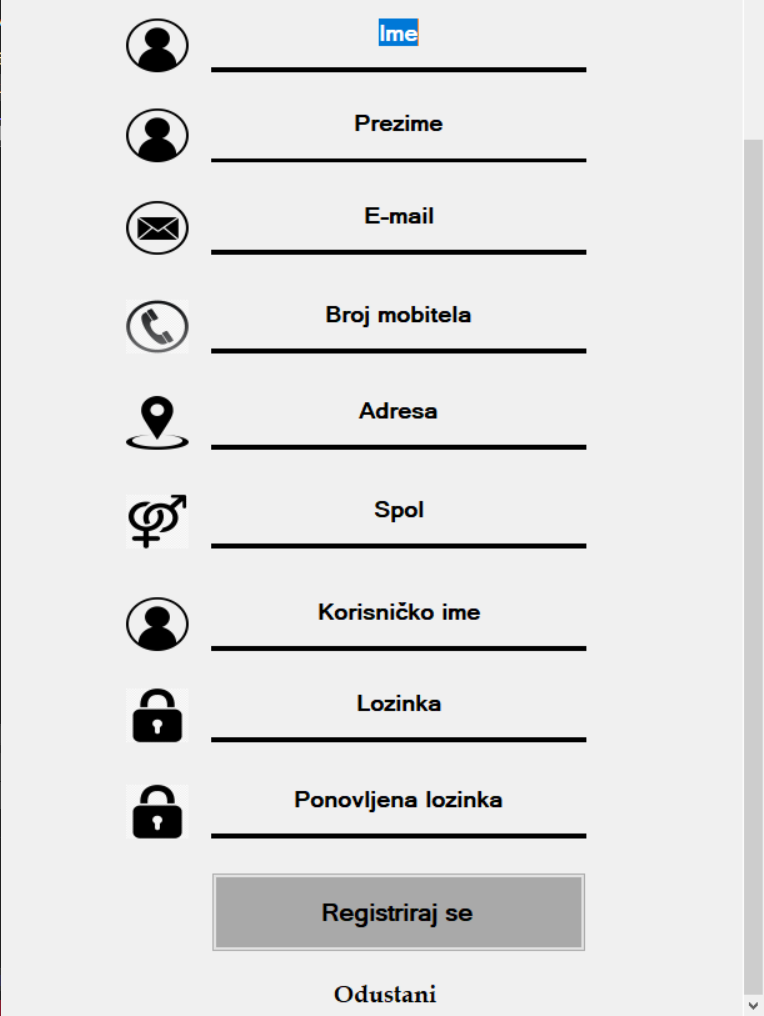 Ime
Prezime
E-mail
Broj mobitela
Adresa
Spol
Korisničko ime
Lozinka
Ponovljena lozinka
Registriraj se
Odustani